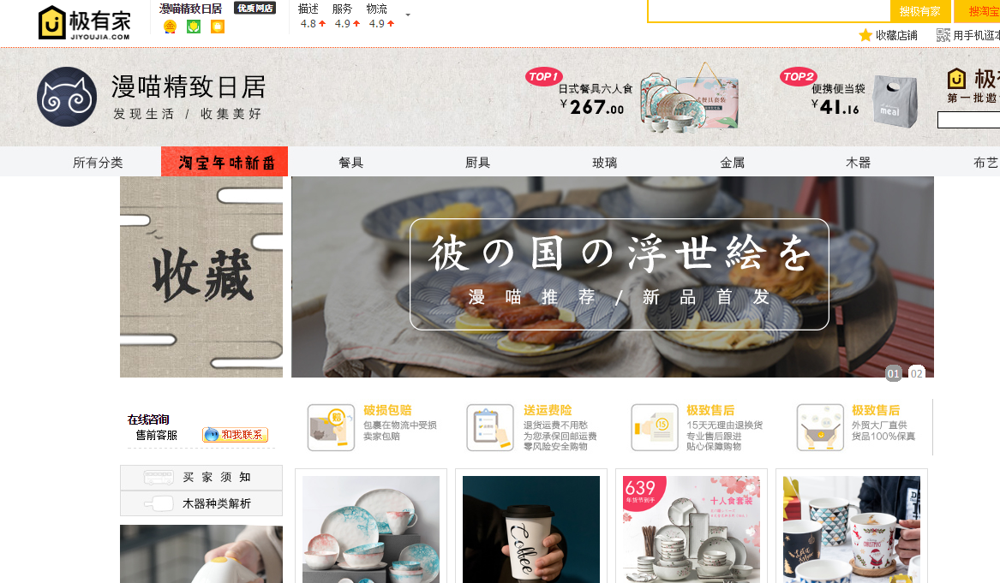 极有家
JIYOUJIA.COM
漫喵精致日居 优质网店
描述 服务 物流
4.8 4.9 4.9
搜极有家 搜淘宝
收藏店铺 用手机逛本
漫喵精致日居
发现生活 / 收集美好
TOP1
日式餐具六人食
¥267.00
TOP2
便携便当袋
¥41.16
meal
极有
第一批邀
所有分类 淘宝年味新番 餐具 厨具 玻璃 金属 木器 布艺
收藏
彼の国の浮世絵を
漫喵推荐/新品首发
01 02
在线咨询
售前客服 和我联系
赔
破损包赔
包裹在物流中受损
卖家包赔
送运费险
退货运费不用愁
为您承保回邮运费
零风险安全购物
15
极致售后
15天无理由退换货
专业售后跟进
贴心保障购物
极致售后
外贸大厂直供
货品100%保真
买家须知
木器种类解析
Coffee
639
年货节到手
十人食套装